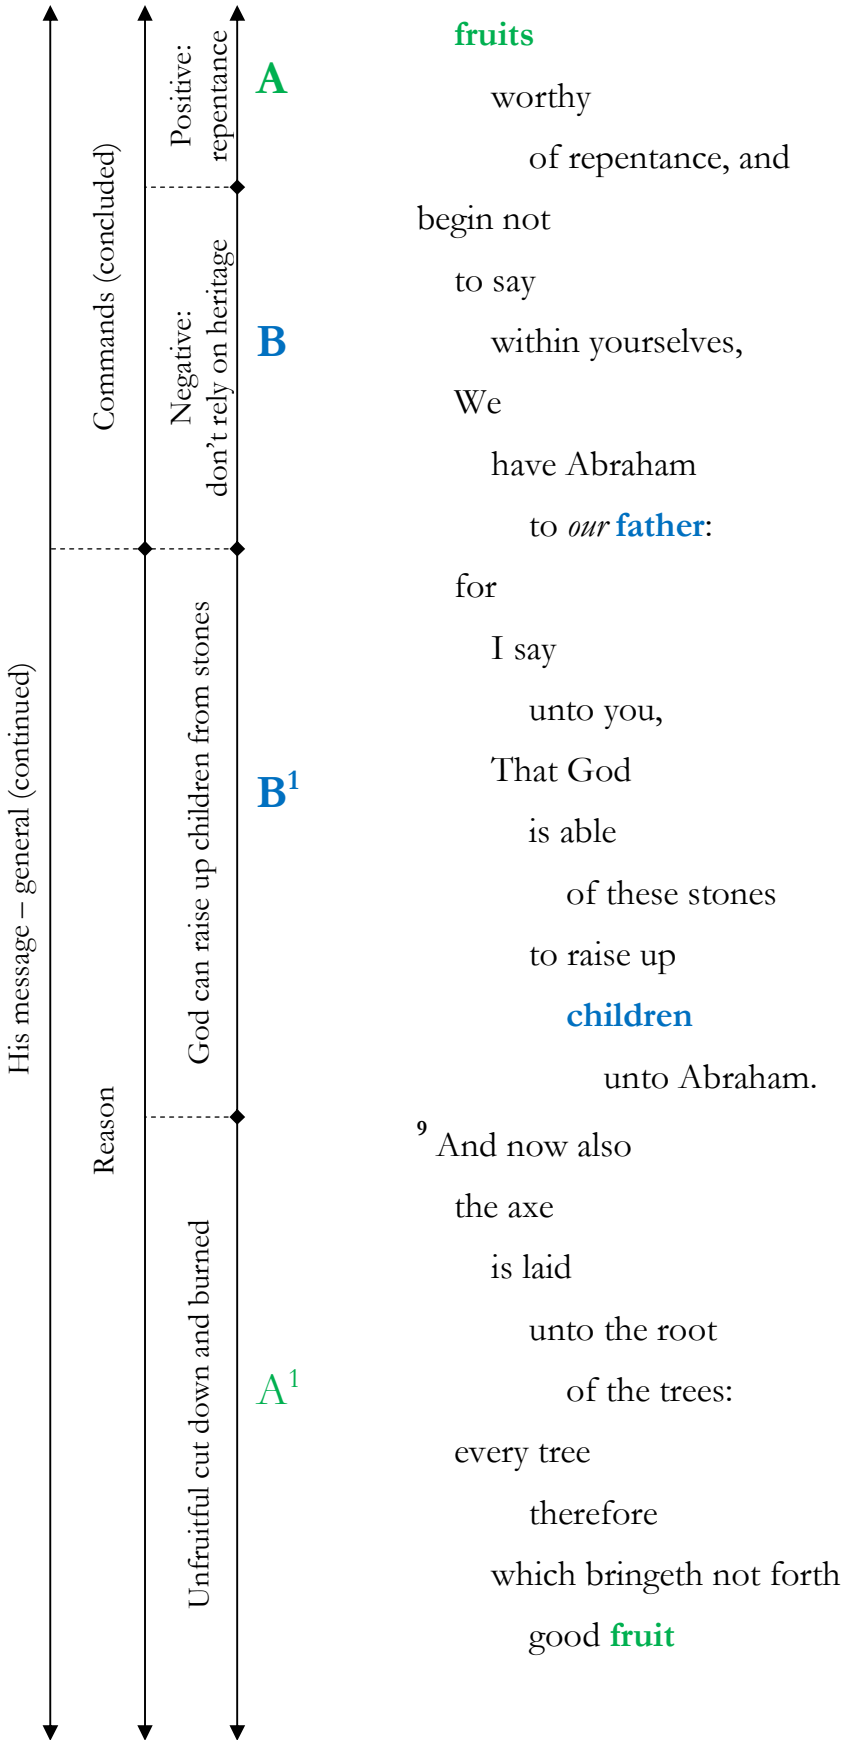 His message – general (continued)
Commands (concluded)
Reason
Positive:
repentance
Negative:
don't rely on heritage
God can raise up children from stones
Unfruitful cut down and burned
A
B
B¹
A¹
fruits
worthy
of repentance, and
begin not
to say
within yourselves,
We
have Abraham
to our father:
for
I say
unto you,
That God
is able
of these stones
to raise up
children
unto Abraham.
⁹ And now also
the axe
is laid
unto the root
of the trees:
every tree
therefore
which bringeth not forth
good fruit